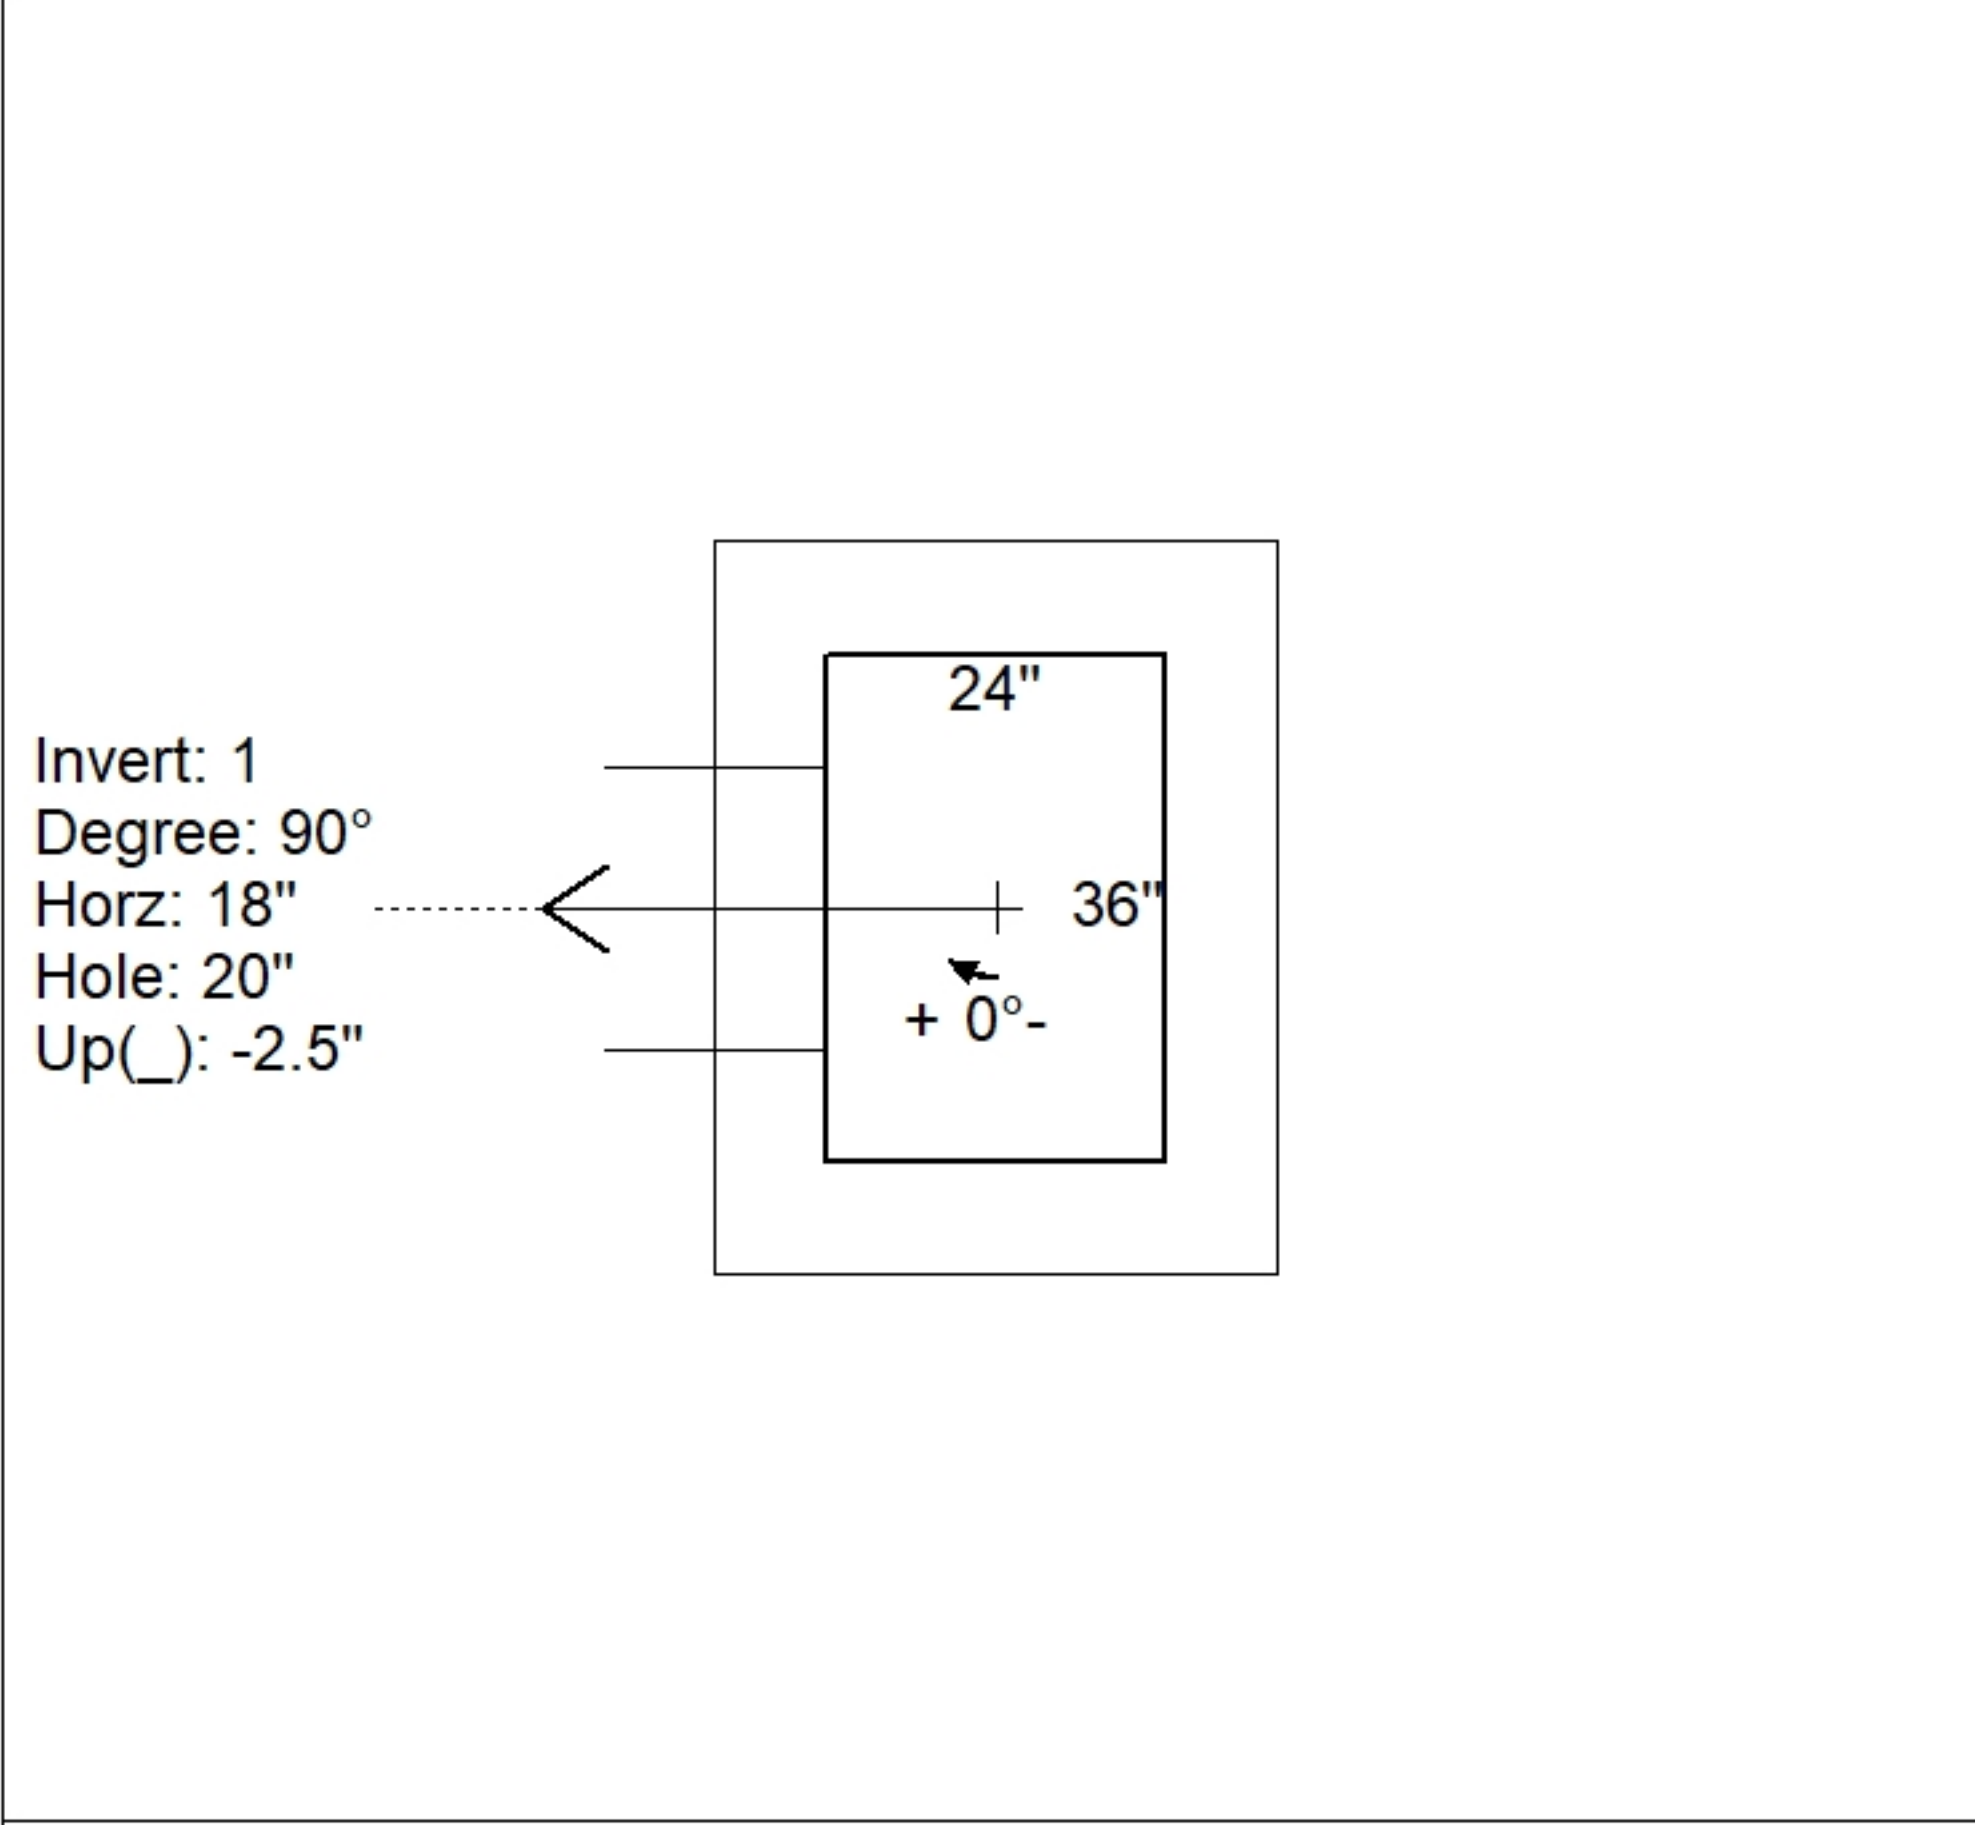 24"
Invert: 1
Degree: 90°
Horz: 18"
36"
Hole: 20"
+ 0°-
Up(_): -2.5"